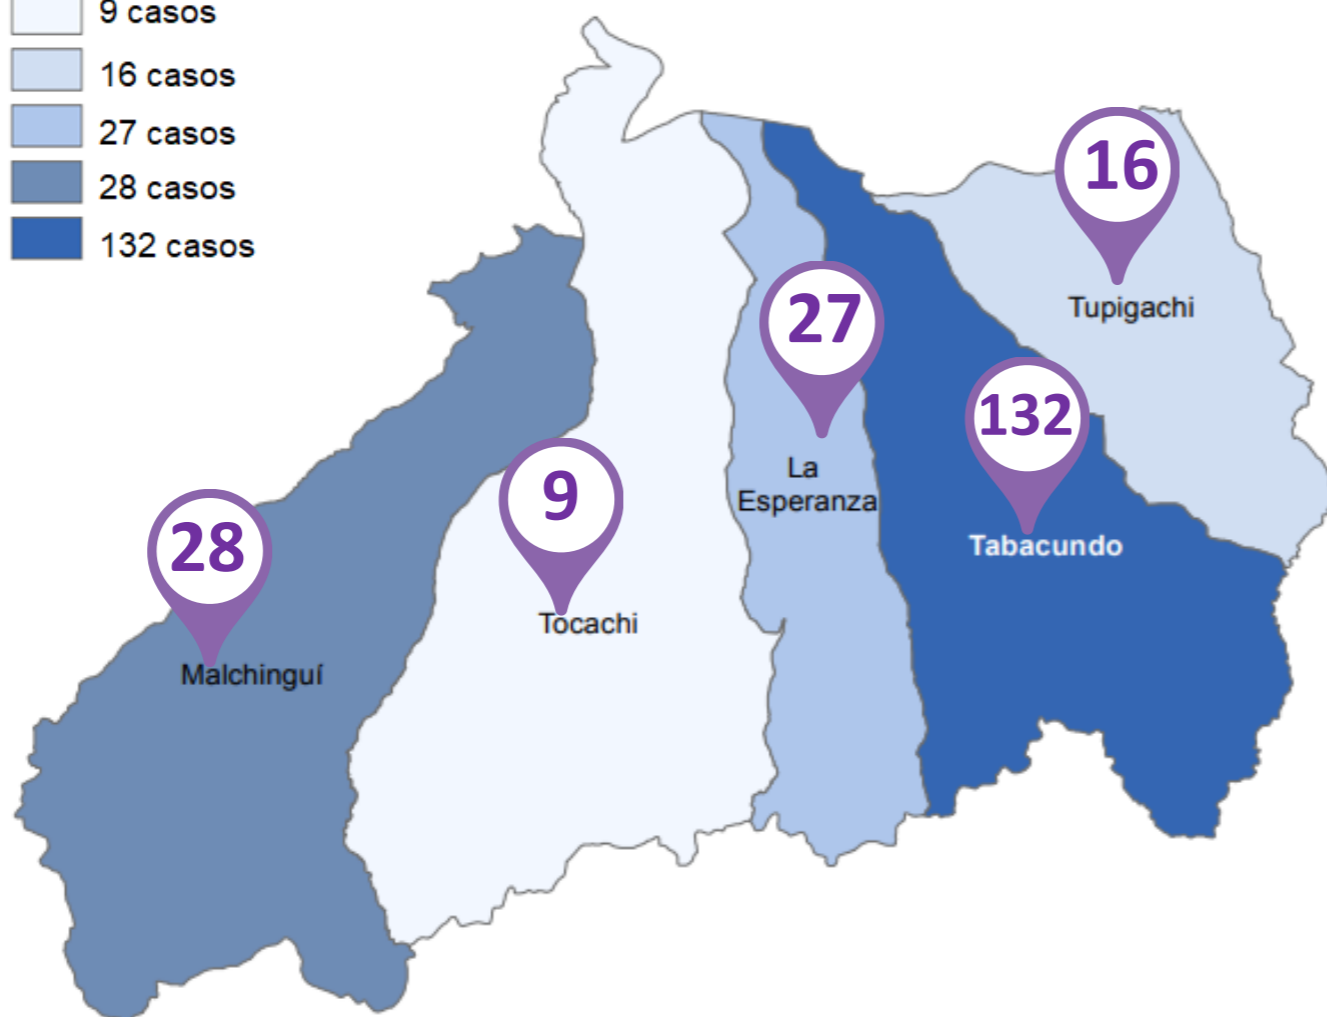 9 casos
16 casos
27 casos
28 casos
132 casos
16
Tupigachi
27
La
Esperanza
132
Tabacundo
9
Tocachi
28
Malchinguí